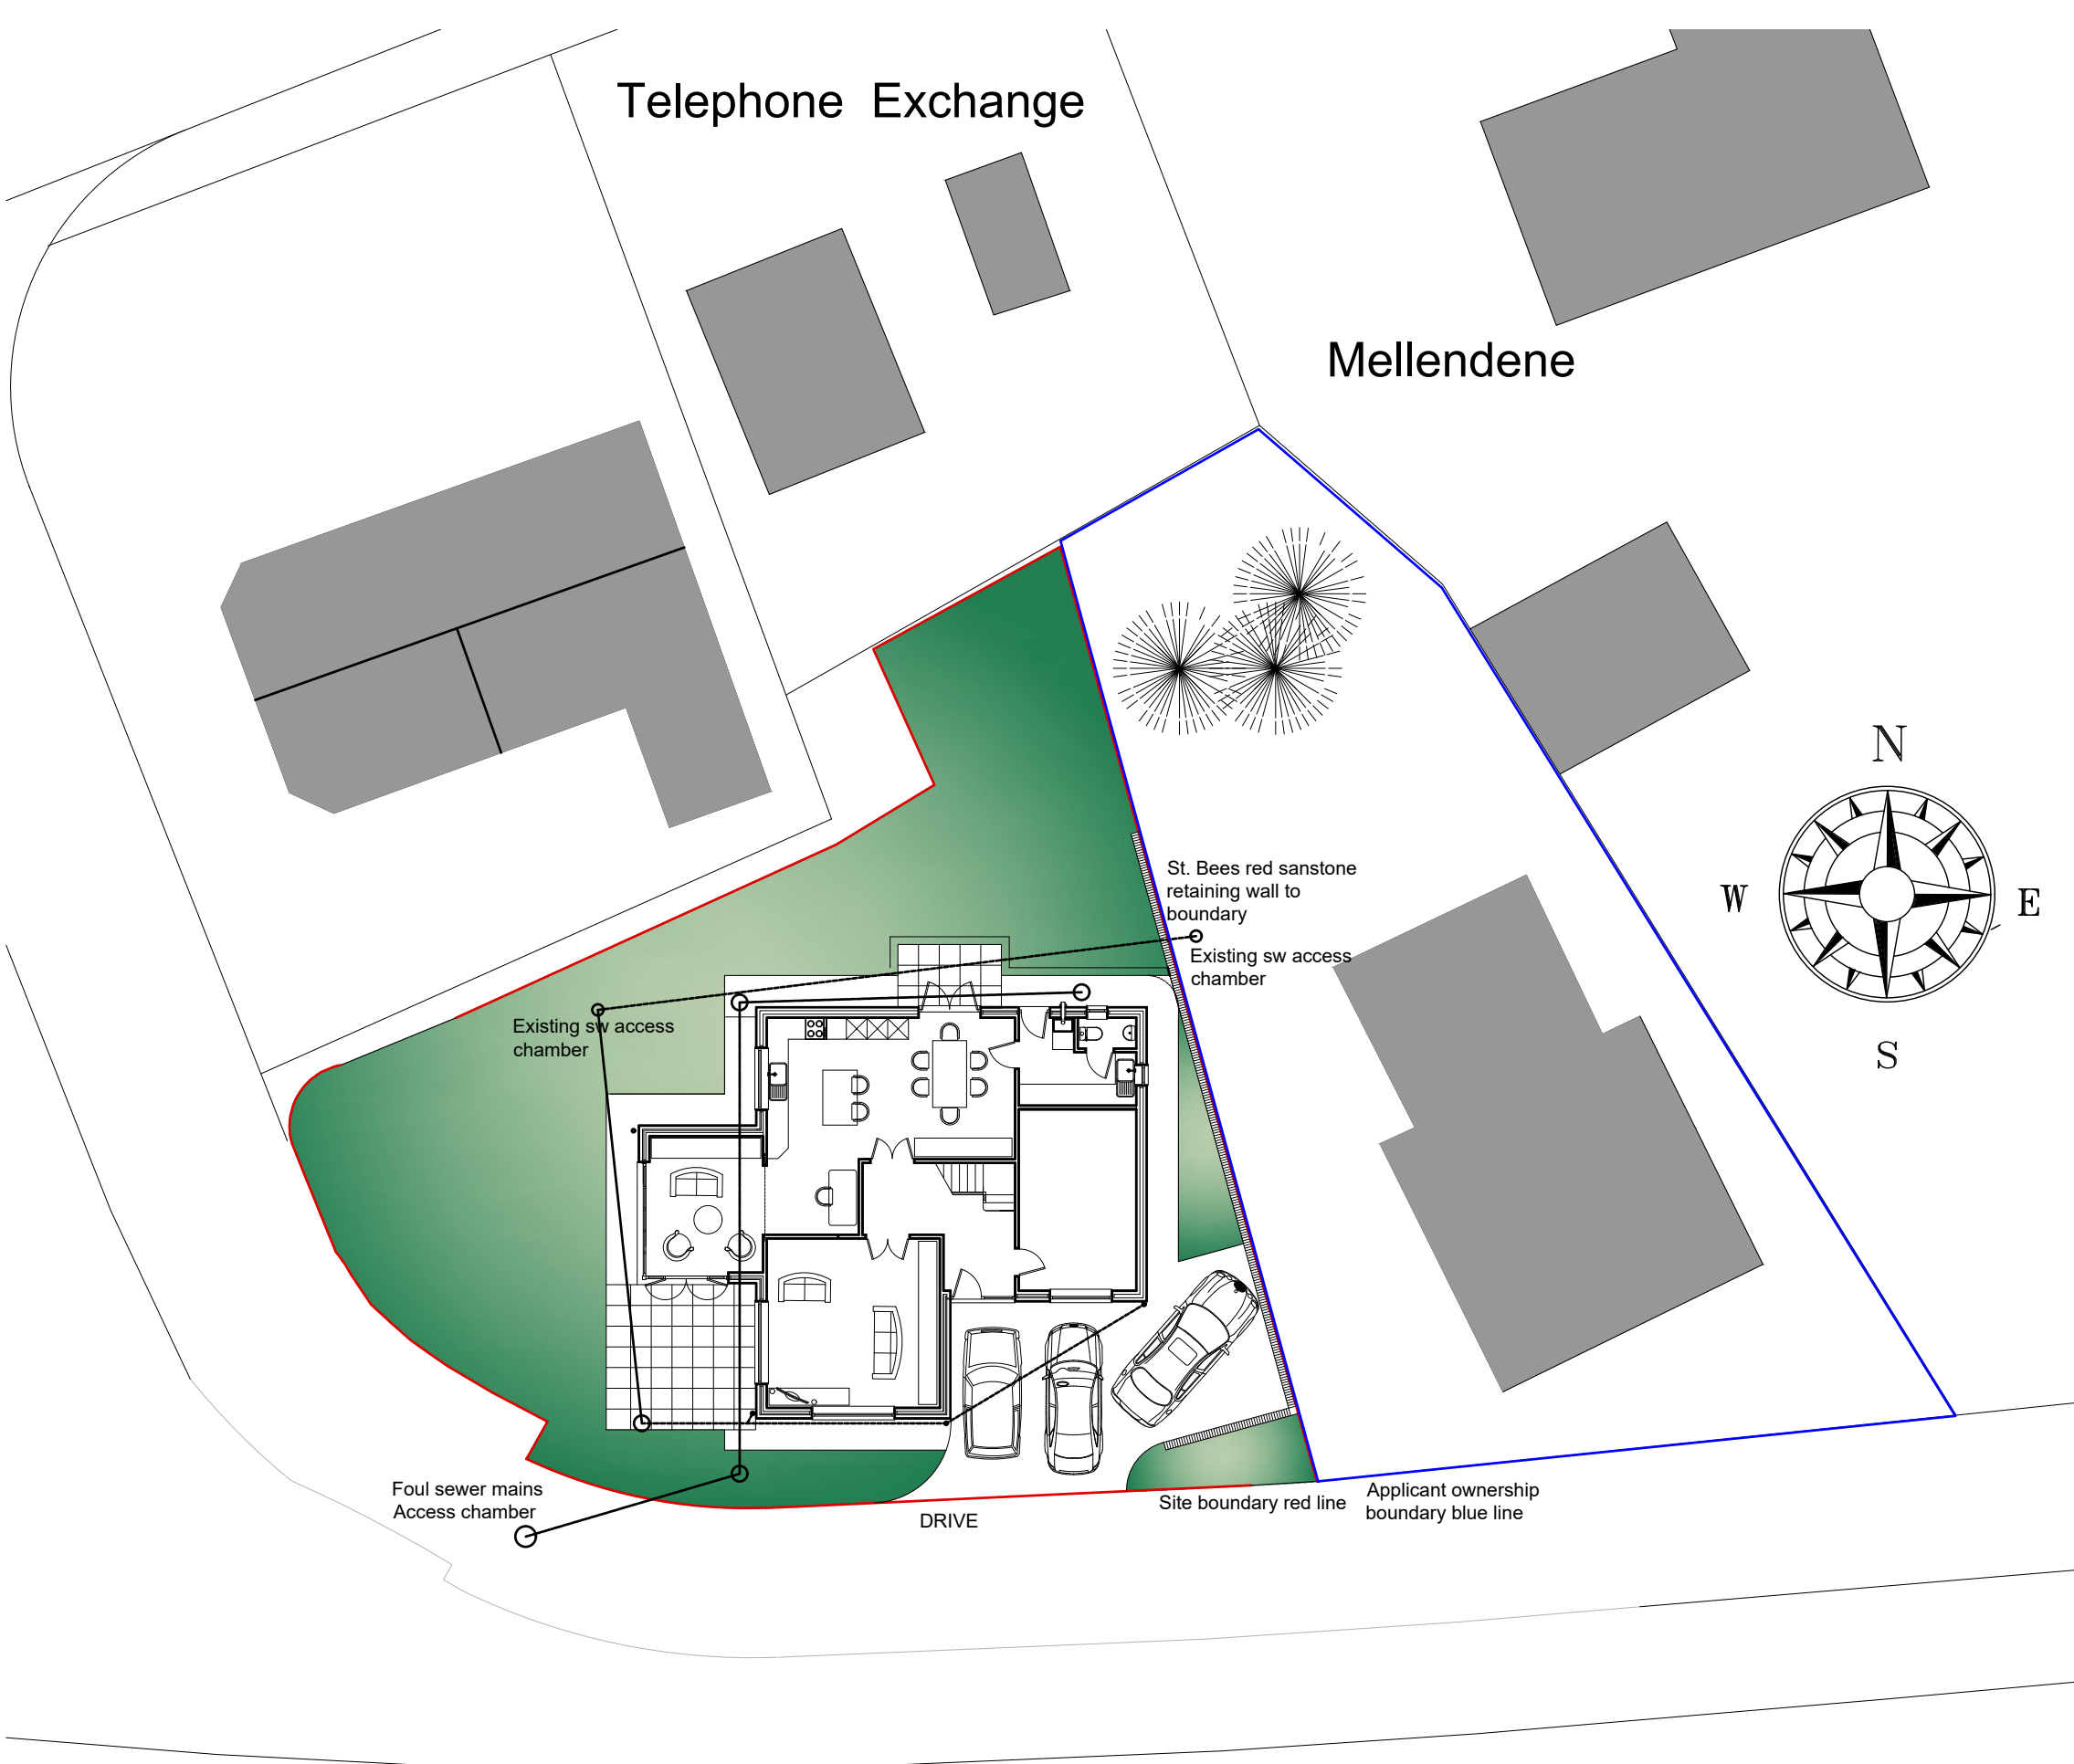 Telephone Exchange
Mellendene
N
W
E
S
St. Bees red sanstone
retaining wall to
boundary
Existing sw access
chamber
Existing sw access
chamber
Foul sewer mains
Access chamber
Site boundary red line
Applicant ownership
boundary blue line
DRIVE